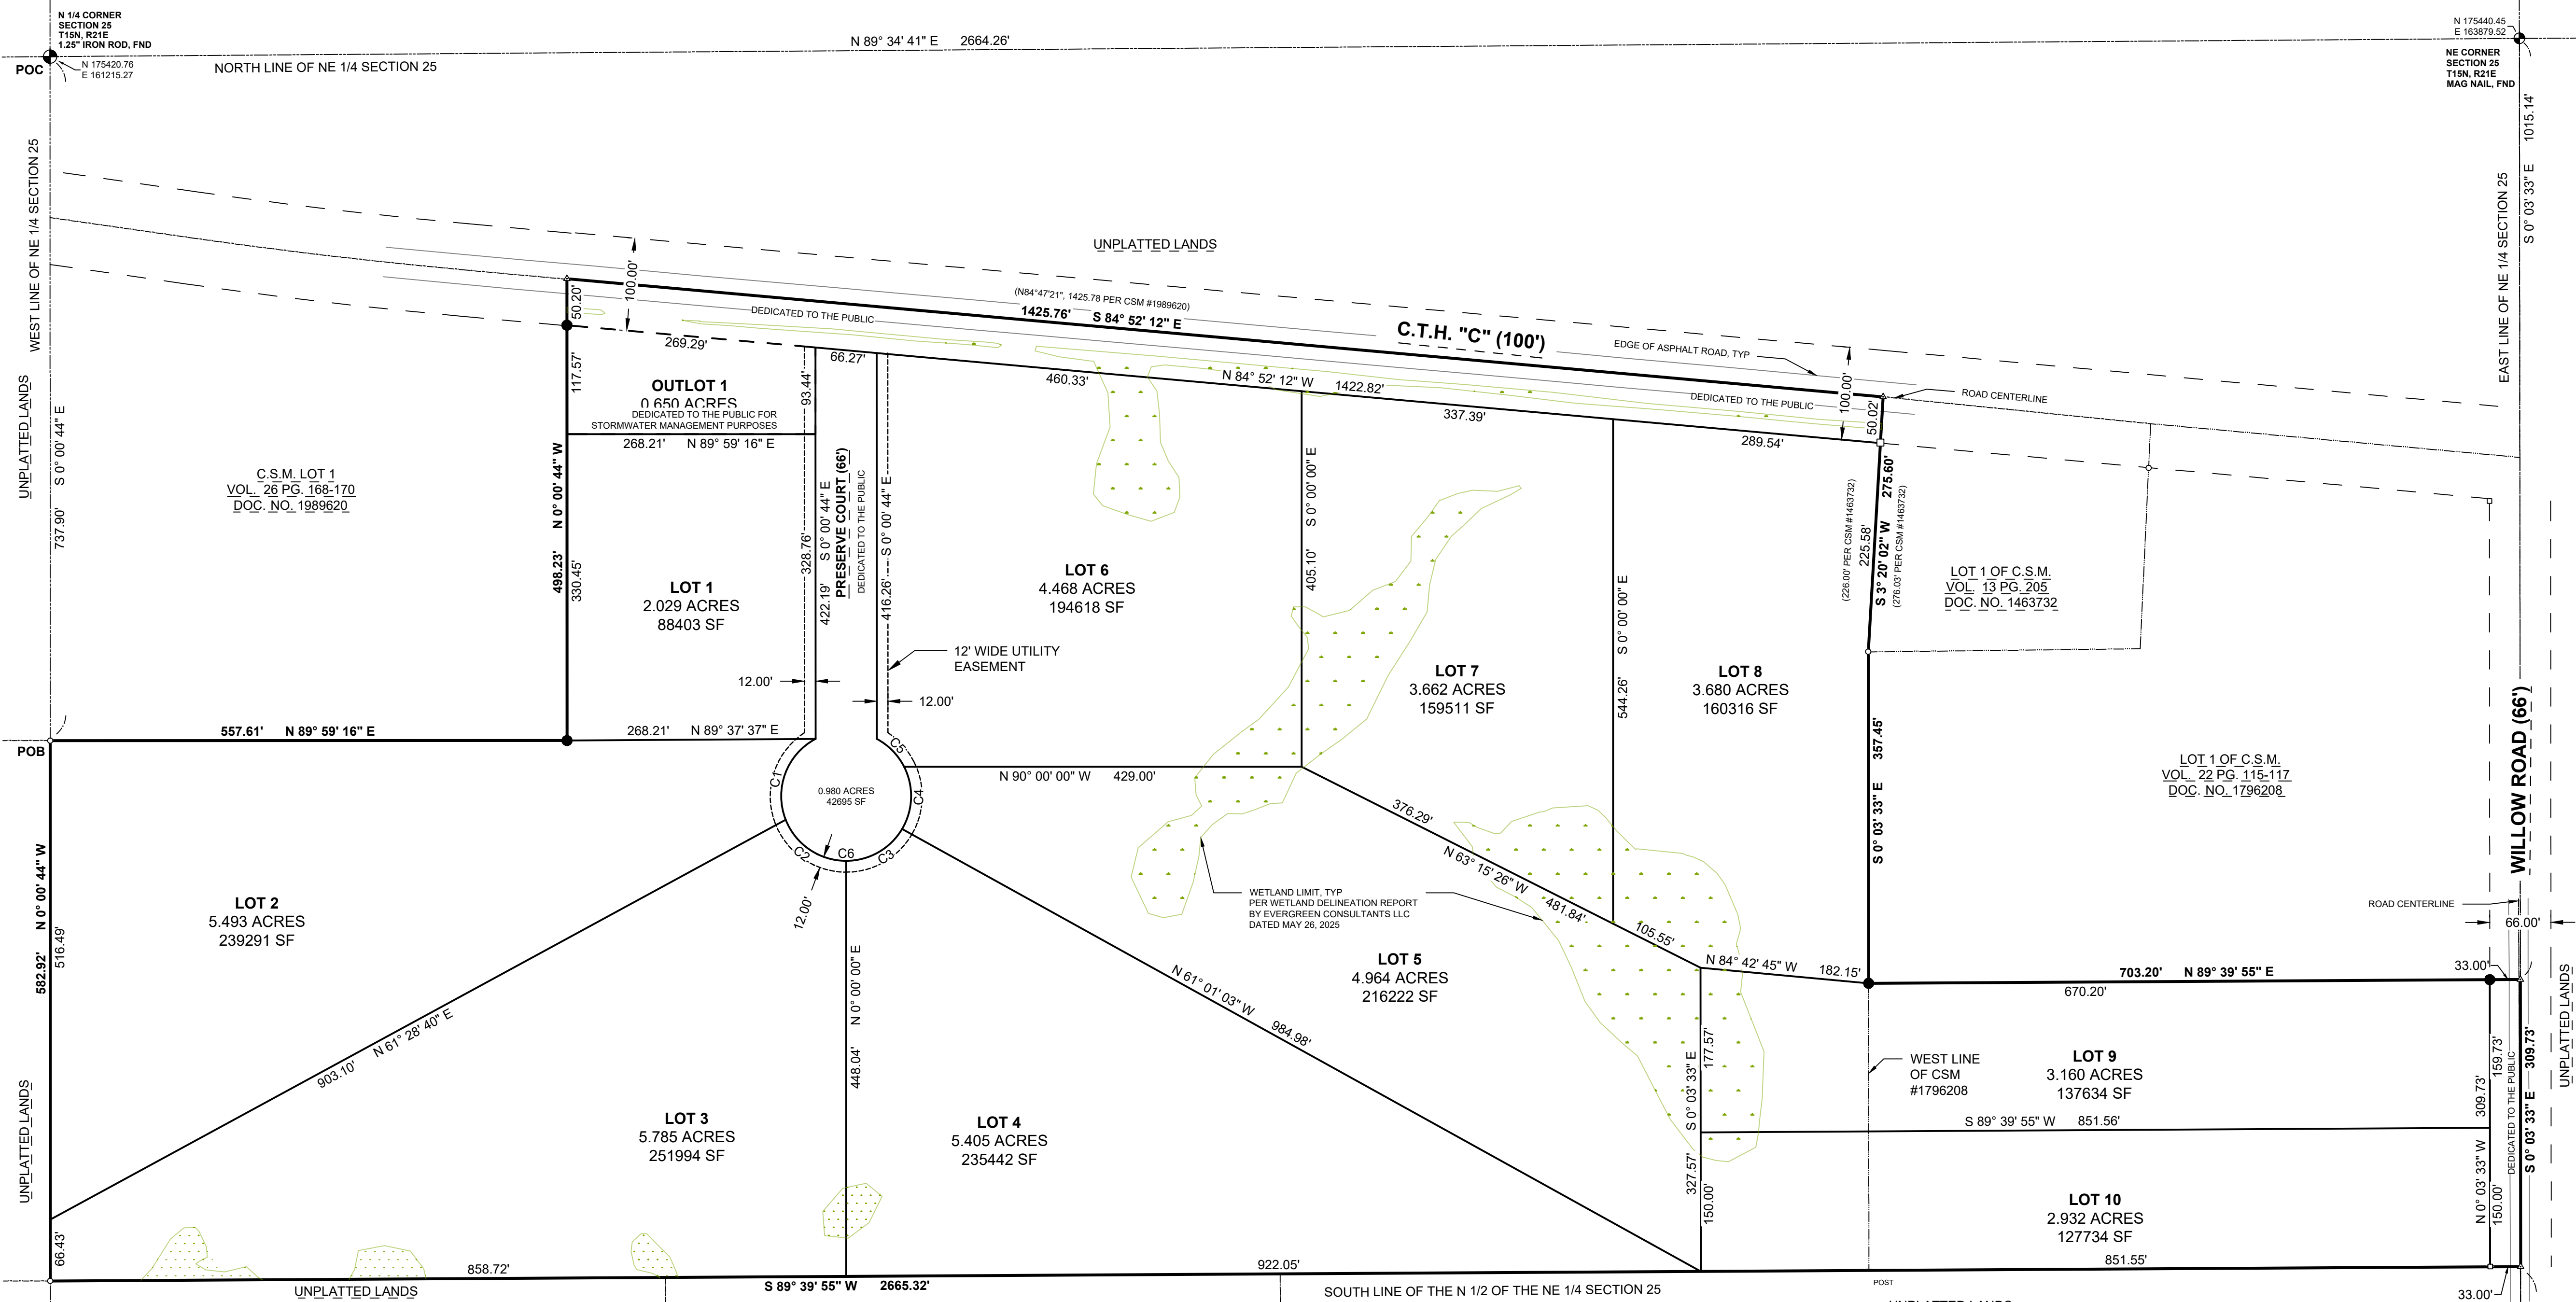 N 1/4 CORNER
SECTION 25
T15N, R21E
1.25" IRON ROD, FND
POC
N 175420.76
E 161215.27
NORTH LINE OF NE 1/4 SECTION 25
N 89° 34' 41" E 2664.26'
N 175440.45
E 163879.52
NE CORNER
SECTION 25
T15N, R21E
MAG NAIL, FND
WEST LINE OF NE 1/4 SECTION 25
UNPLATTED LANDS
S 0° 00' 44" E
737.90'
EAST LINE OF NE 1/4 SECTION 25
S 0° 03' 33" E 1015.14'
UNPLATTED LANDS
100.00'
50.20'
(N84°47'21", 1425.78 PER CSM #1989620)
1425.76' S 84° 52' 12" E
DEDICATED TO THE PUBLIC
C.T.H. "C" (100')
EDGE OF ASPHALT ROAD, TYP
ROAD CENTERLINE
100.00'
50.02'
DEDICATED TO THE PUBLIC
269.29'
66.27'
460.33'
N 84° 52' 12" W 1422.82'
337.39'
289.54'
117.57'
OUTLOT 1
0.650 ACRES
DEDICATED TO THE PUBLIC FOR
STORMWATER MANAGEMENT PURPOSES
268.21' N 89° 59' 16" E
93.44'
C.S.M. LOT 1
VOL. 26 PG. 168-170
DOC. NO. 1989620
498.23' N 0° 00' 44" W
330.45'
LOT 1
2.029 ACRES
88403 SF
328.76'
422.19' S 0° 00' 44" E
PRESERVE COURT (66')
DEDICATED TO THE PUBLIC
416.26' S 0° 00' 44" E
12' WIDE UTILITY
EASEMENT
12.00'
12.00'
LOT 6
4.468 ACRES
194618 SF
405.10' S 0° 00' 00" E
LOT 7
3.662 ACRES
159511 SF
544.26' S 0° 00' 00" E
LOT 8
3.680 ACRES
160316 SF
(226.00' PER CSM #1463732)
225.58'
S 3° 20' 02" W 275.60'
(276.03' PER CSM #1463732)
LOT 1 OF C.S.M.
VOL. 13 PG. 205
DOC. NO. 1463732
357.45'
S 0° 03' 33" E
LOT 1 OF C.S.M.
VOL. 22 PG. 115-117
DOC. NO. 1796208
WILLOW ROAD (66')
ROAD CENTERLINE
66.00'
557.61' N 89° 59' 16" E
POB
268.21' N 89° 37' 37" E
C1
C2
C3
C4
C5
C6
0.980 ACRES
42695 SF
12.00'
N 90° 00' 00" W 429.00'
376.29'
N 63° 15' 26" W
481.84'
105.55'
WETLAND LIMIT, TYP
PER WETLAND DELINEATION REPORT
BY EVERGREEN CONSULTANTS LLC
DATED MAY 26, 2025
N 84° 42' 45" W 182.15'
703.20' N 89° 39' 55" E
670.20'
33.00'
582.92' N 0° 00' 44" W
516.49'
66.43'
UNPLATTED LANDS
LOT 2
5.493 ACRES
239291 SF
903.10' N 61° 28' 40" E
448.04' N 0° 00' 00" E
LOT 3
5.785 ACRES
251994 SF
LOT 4
5.405 ACRES
235442 SF
N 61° 01' 03" W 984.98'
LOT 5
4.964 ACRES
216222 SF
177.57'
S 0° 03' 33" E
327.57'
150.00'
WEST LINE
OF CSM
#1796208
LOT 9
3.160 ACRES
137634 SF
S 89° 39' 55" W 851.56'
159.73'
309.73'
N 0° 03' 33" W
150.00'
DEDICATED TO THE PUBLIC
S 0° 03' 33" E 309.73'
UNPLATTED LANDS
LOT 10
2.932 ACRES
127734 SF
858.72'
922.05'
851.55'
S 89° 39' 55" W 2665.32'
SOUTH LINE OF THE N 1/2 OF THE NE 1/4 SECTION 25
UNPLATTED LANDS
POST
33.00'